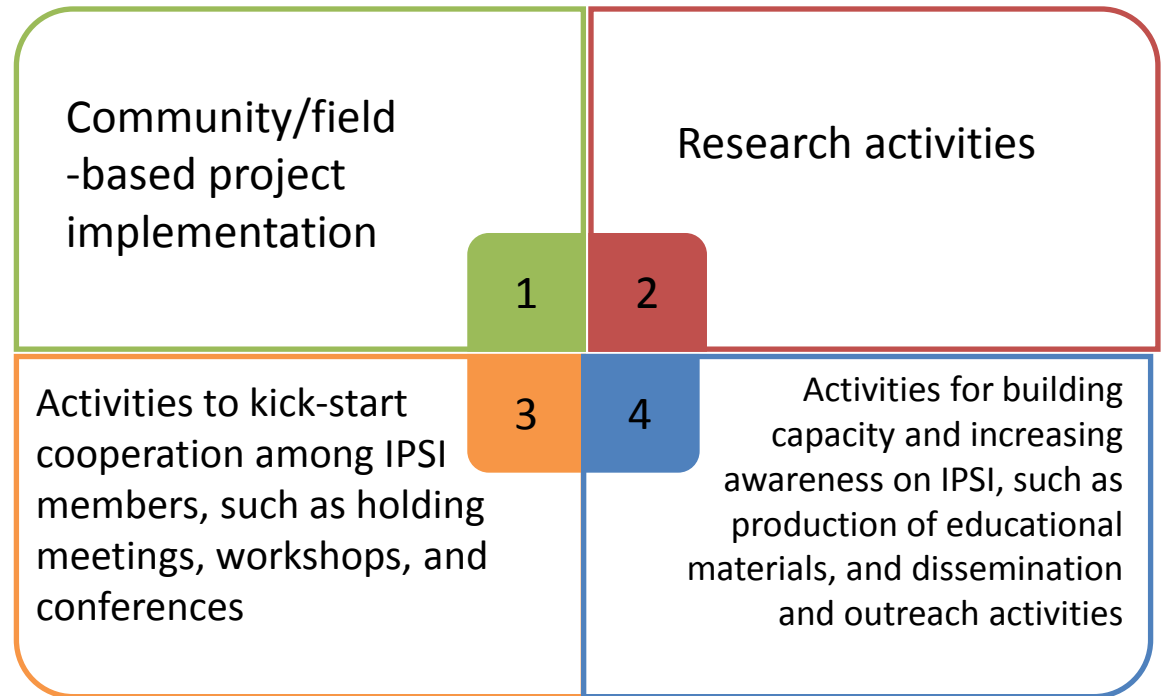 Community/field
-based project
implementation
1
Research activities
2
Activities to kick-start
cooperation among IPSI
members, such as holding
meetings, workshops, and
conferences
3
4
Activities for building
capacity and increasing
awareness on IPSI, such as
production of educational
materials, and dissemination
and outreach activities